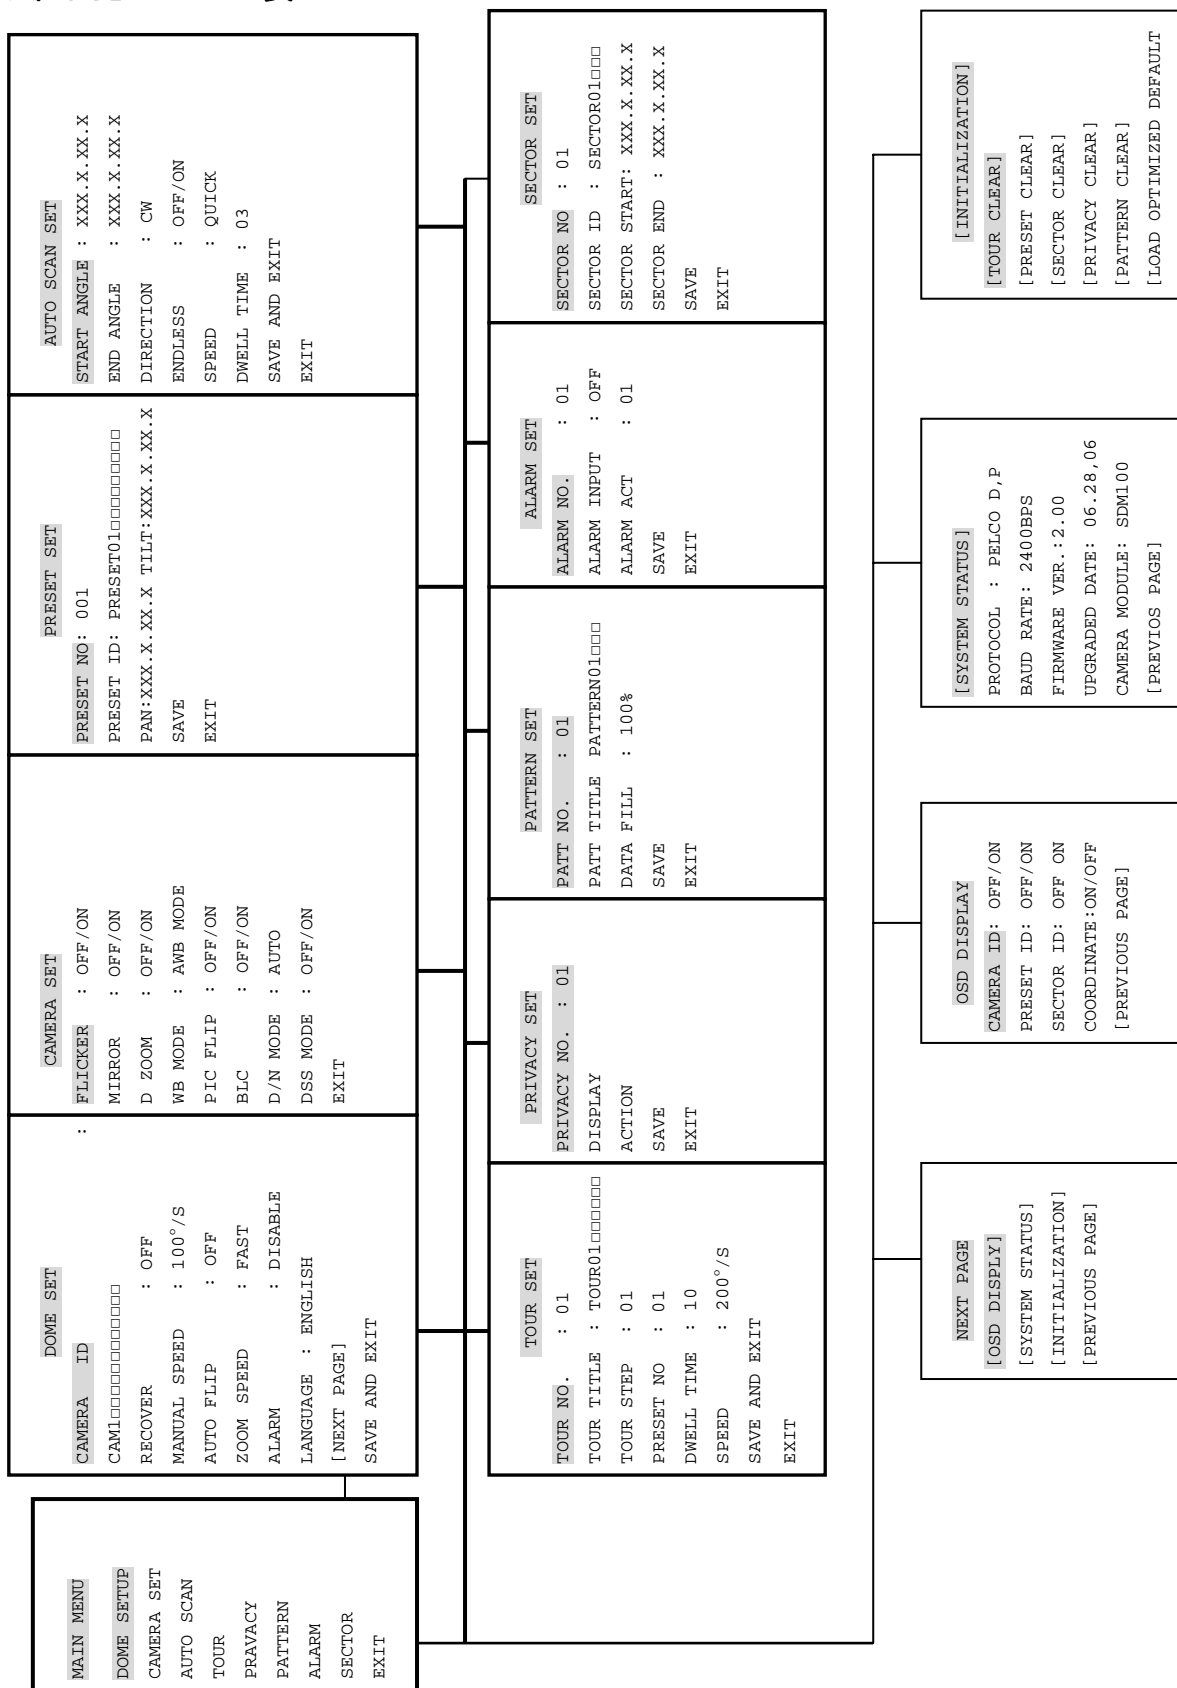 MAIN MENU
DOME SETUP
CAMERA SET
AUTO SCAN
TOUR
PRAVACY
PATTERN
ALARM
SECTOR
EXIT
DOME SET
CAMERA ID :
CAM1□□□□□□□□□□□□
RECOVER : OFF
MANUAL SPEED : 100°/S
AUTO FLIP : OFF
ZOOM SPEED : FAST
ALARM : DISABLE
LANGUAGE : ENGLISH
[NEXT PAGE]
SAVE AND EXIT
CAMERA SET
FLICKER : OFF/ON
MIRROR : OFF/ON
D ZOOM : OFF/ON
WB MODE : AWB MODE
PIC FLIP : OFF/ON
BLC : OFF/ON
D/N MODE : AUTO
DSS MODE : OFF/ON
EXIT
PRESET SET
PRESET NO: 001
PRESET ID: PRESET01□□□□□□□□□
PAN:XXX.X.XX.X TILT:XXX.X.XX.X
SAVE
EXIT
AUTO SCAN SET
START ANGLE : XXX.X.XX.X
END ANGLE : XXX.X.XX.X
DIRECTION : CW
ENDLESS : OFF/ON
SPEED : QUICK
DWELL TIME : 03
SAVE AND EXIT
EXIT
TOUR SET
TOUR NO. : 01
TOUR TITLE : TOUR01□□□□□□
TOUR STEP : 01
PRESET NO : 01
DWELL TIME : 10
SPEED : 200°/S
SAVE AND EXIT
EXIT
PRIVACY SET
PRIVACY NO. : 01
DISPLAY
ACTION
SAVE
EXIT
PATTERN SET
PATT NO. : 01
PATT TITLE PATTERN01□□□
DATA FILL : 100%
SAVE
EXIT
ALARM SET
ALARM NO. : 01
ALARM INPUT : OFF
ALARM ACT : 01
SAVE
EXIT
SECTOR SET
SECTOR NO : 01
SECTOR ID : SECTOR01□□□
SECTOR START: XXX.X.XX.X
SECTOR END : XXX.X.XX.X
SAVE
EXIT
NEXT PAGE
[OSD DISPLY]
[SYSTEM STATUS]
[INITIALIZATION]
[PREVIOUS PAGE]
OSD DISPLAY
CAMERA ID: OFF/ON
PRESET ID: OFF/ON
SECTOR ID: OFF ON
COORDINATE:ON/OFF
[PREVIOUS PAGE]
[SYSTEM STATUS]
PROTOCOL : PELCO D,P
BAUD RATE: 2400BPS
FIRMWARE VER.:2.00
UPGRADED DATE: 06.28,06
CAMERA MODULE: SDM100
[PREVIOS PAGE]
[INITIALIZATION]
[TOUR CLEAR]
[PRESET CLEAR]
[SECTOR CLEAR]
[PRIVACY CLEAR]
[PATTERN CLEAR]
[LOAD OPTIMIZED DEFAULT